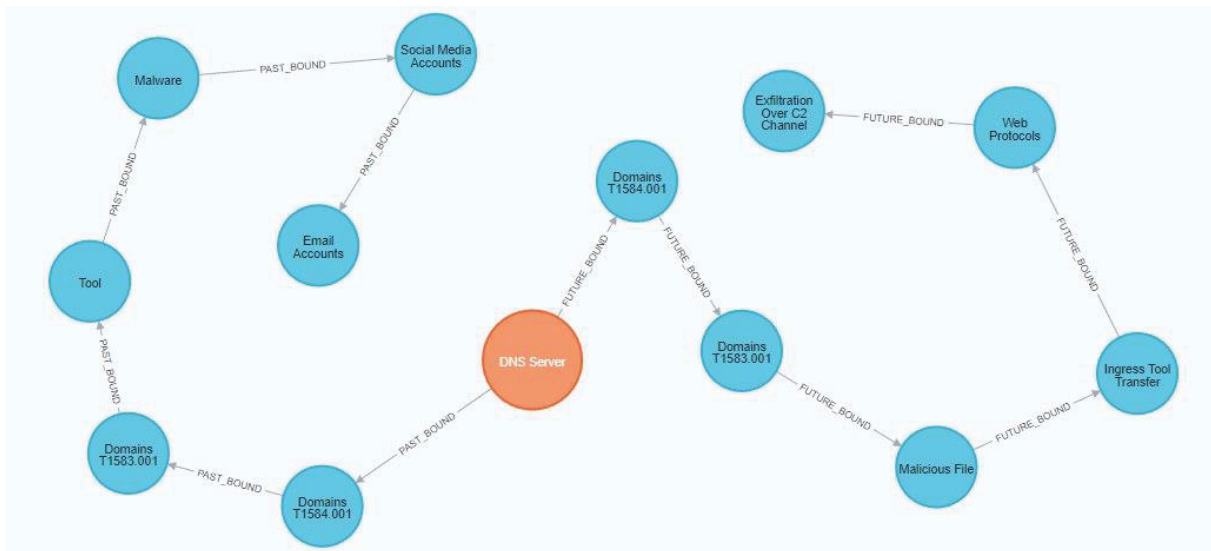 Malware
PAST_BOUND
Social Media
Accounts
PAST_BOUND
Email
Accounts
PAST_BOUND
Tool
PAST_BOUND
Domains
T1583.001
PAST_BOUND
Domains
T1584.001
PAST_BOUND
DNS Server
FUTURE_BOUND
Domains
T1584.001
FUTURE_BOUND
Domains
T1583.001
FUTURE_BOUND
Malicious File
FUTURE_BOUND
Ingress Tool
Transfer
FUTURE_BOUND
Web
Protocols
FUTURE_BOUND
Exfiltration
Over C2
Channel